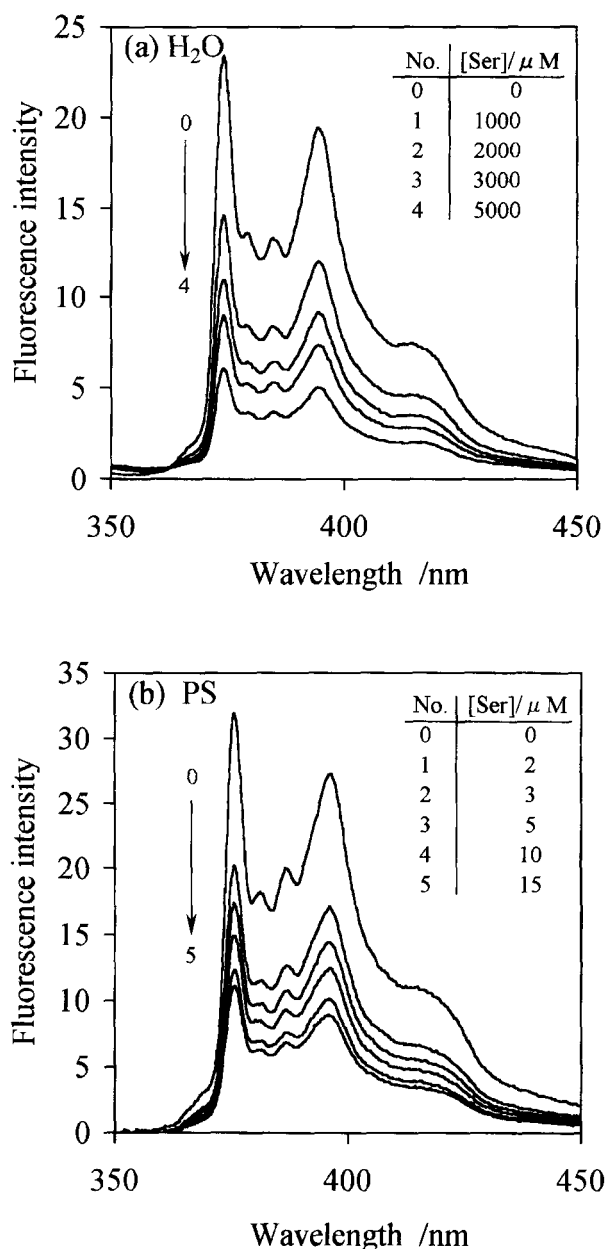 (a) H₂O
No. [Ser]/μM
0 0
1 1000
2 2000
3 3000
4 5000
25
20
15
10
5
0
0
4
Fluorescence intensity
350 400 450
Wavelength /nm
(b) PS
No. [Ser]/μM
0 0
1 2
2 3
3 5
4 10
5 15
35
30
25
20
15
10
5
0
0
5
Fluorescence intensity
350 400 450
Wavelength /nm